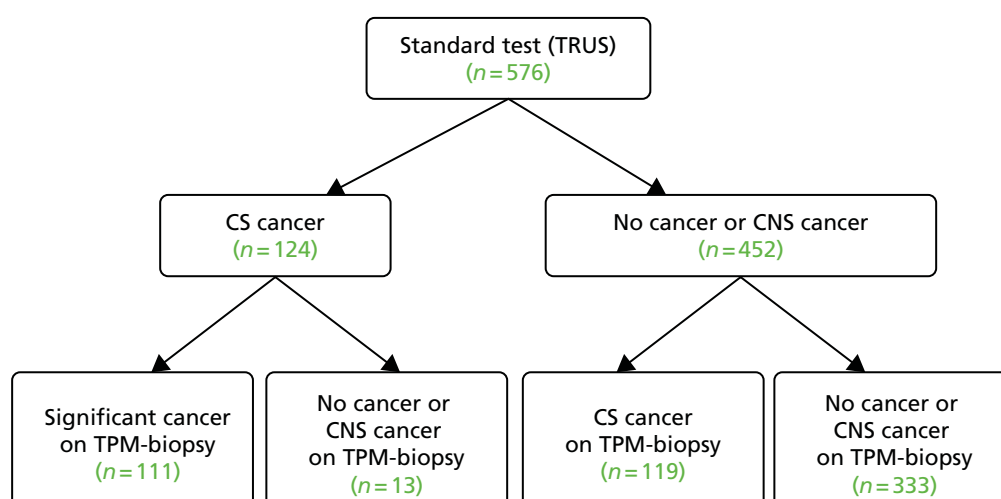 Standard test (TRUS)
(n=576)
CS cancer
(n=124)
No cancer or CNS cancer
(n=452)
Significant cancer
on TPM-biopsy
(n=111)
No cancer or
CNS cancer
on TPM-biopsy
(n=13)
CS cancer
on TPM-biopsy
(n=119)
No cancer or
CNS cancer
on TPM-biopsy
(n=333)